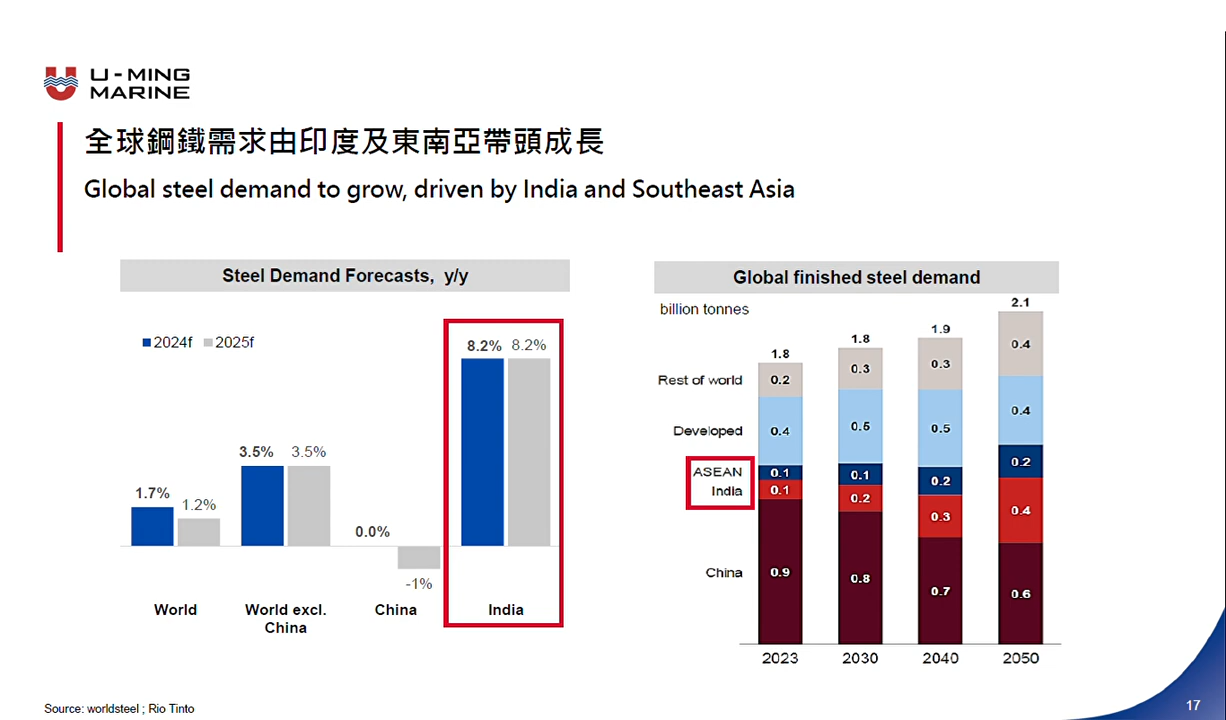 U-MING
MARINE
全球鋼鐵需求由印度及東南亞帶頭成長
Global steel demand to grow, driven by India and Southeast Asia
Steel Demand Forecasts, y/y
2024f 2025f
8.2% 8.2%
3.5% 3.5%
1.7% 1.2%
0.0%
-1%
World
World excl.
China
China
India
Global finished steel demand
billion tonnes
1.8 1.8 1.9 2.1
Rest of world 0.2 0.3 0.3 0.4
Developed 0.4 0.5 0.5 0.4
ASEAN 0.1 0.1 0.2 0.2
India 0.1 0.2 0.3 0.4
China 0.9 0.8 0.7 0.6
2023 2030 2040 2050
Source: worldsteel ; Rio Tinto
17